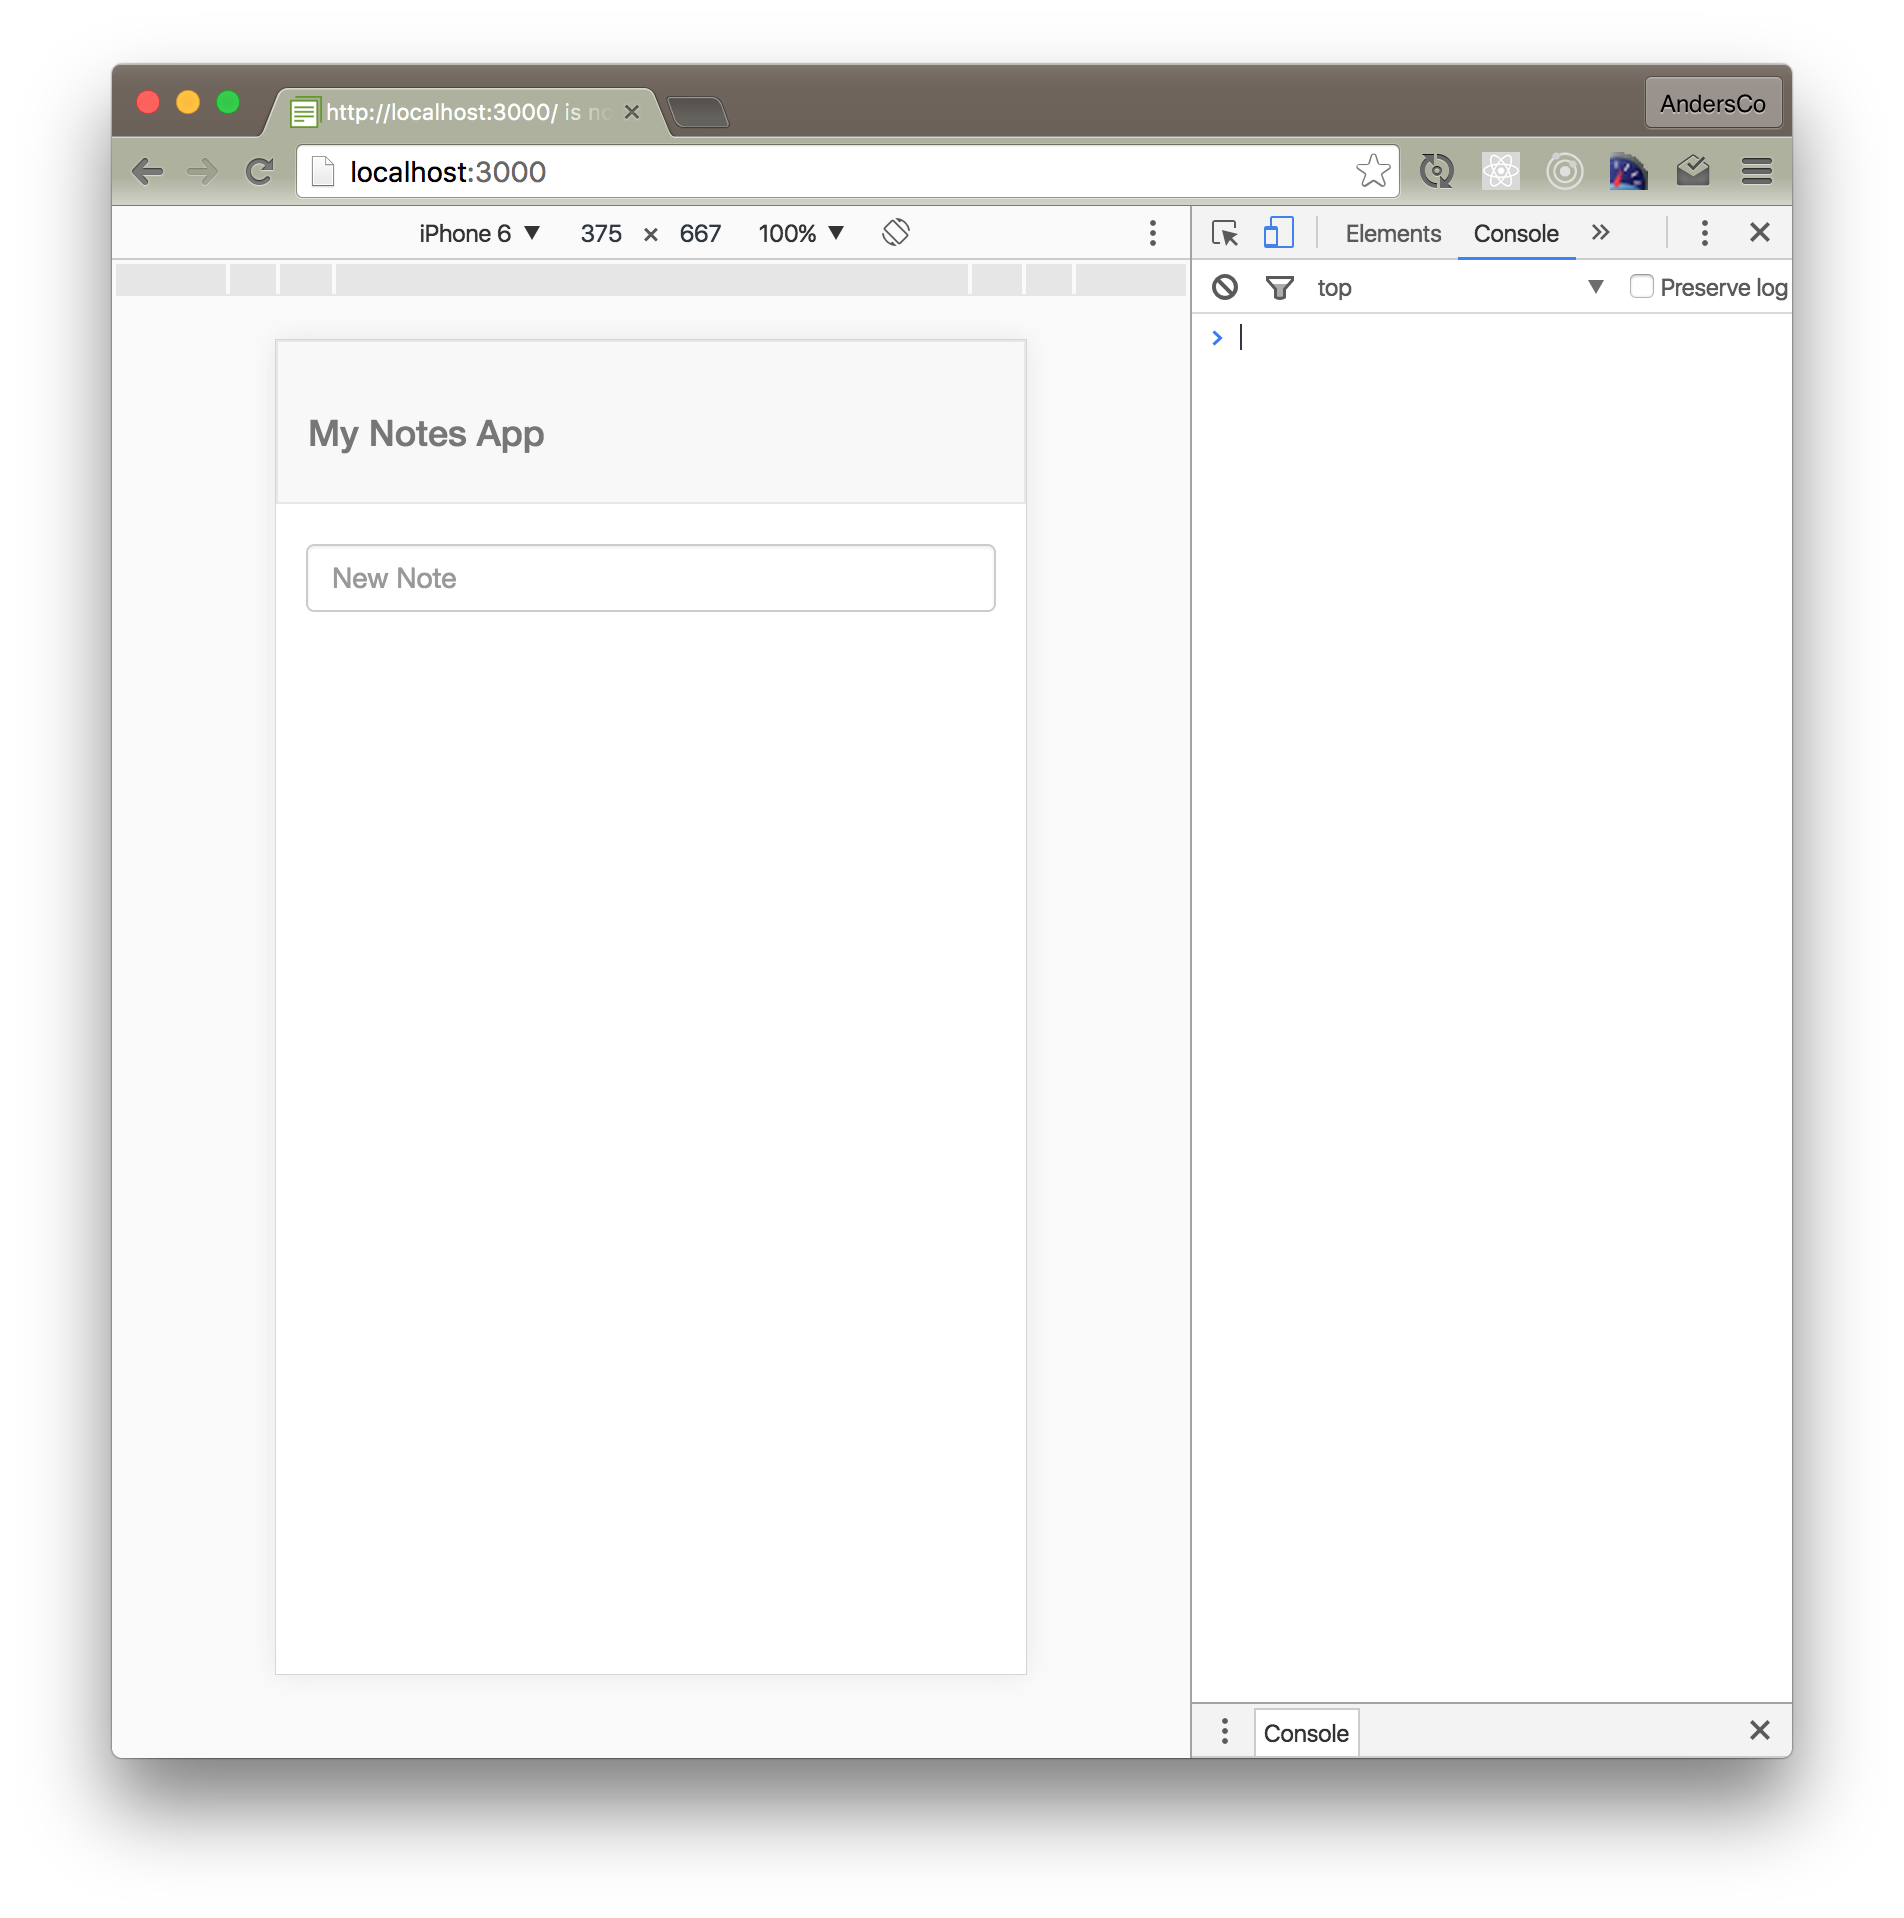 http://localhost:3000/ is no
AndersCo
localhost:3000
iPhone 6 ▼ 375 × 667 100% ▼
Elements Console »
top ▼ Preserve log
>
My Notes App
New Note
Console